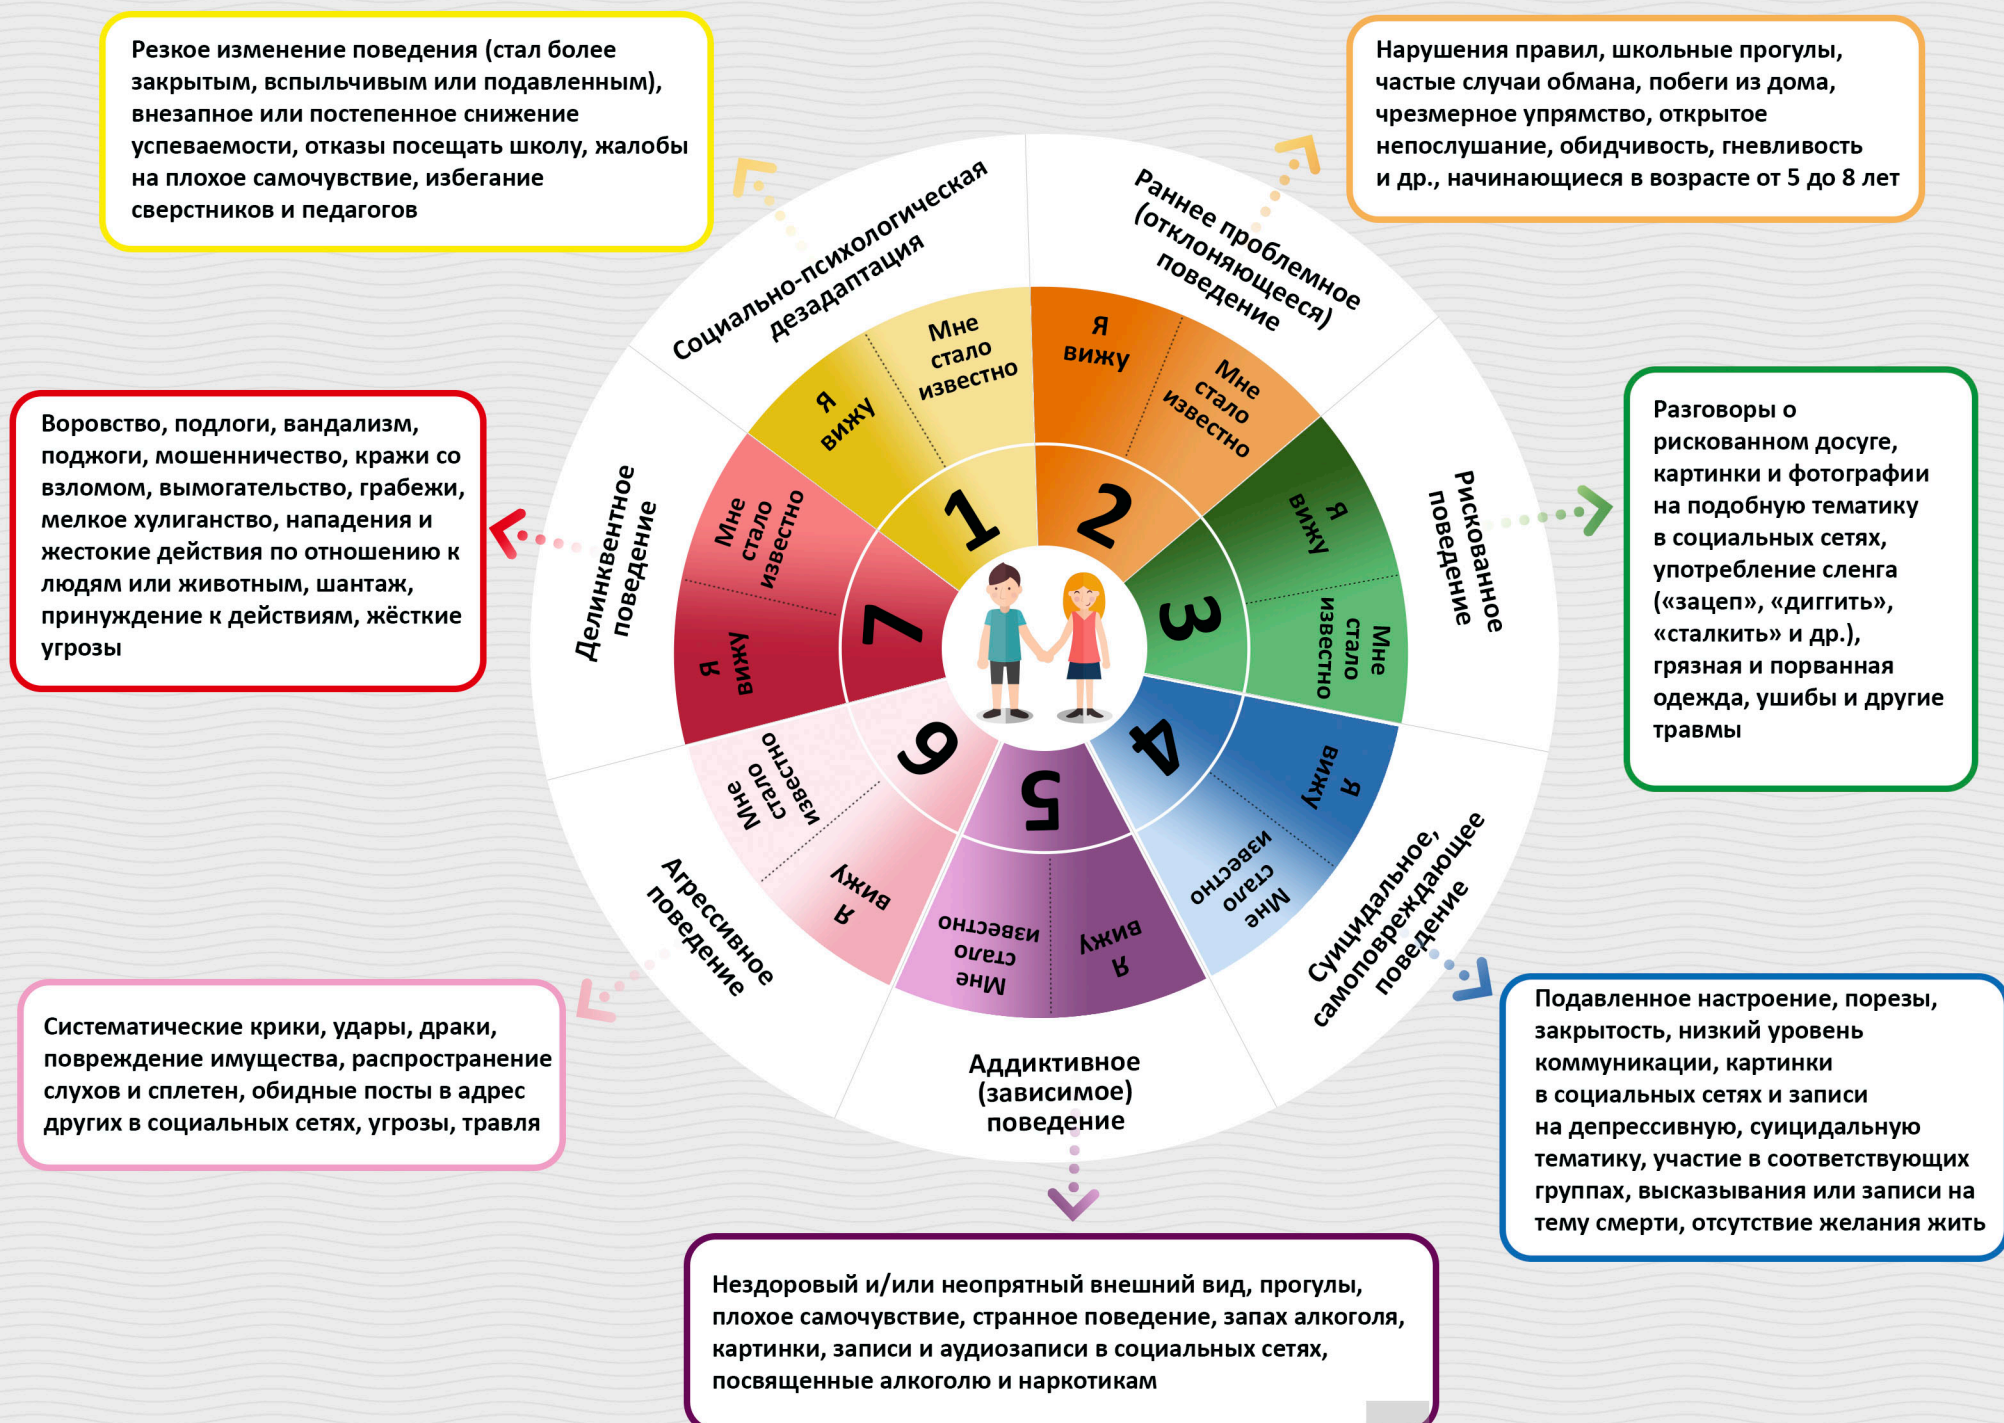 Резкое изменение поведения (стал более
закрытым, вспыльчивым или подавленным),
внезапное или постепенное снижение
успеваемости, отказы посещать школу, жалобы
на плохое самочувствие, избегание
сверстников и педагогов
Нарушения правил, школьные прогулы,
частые случаи обмана, побеги из дома,
чрезмерное упрямство, открытое
непослушание, обидчивость, гневливость
и др., начинающиеся в возрасте от 5 до 8 лет
Воровство, подлоги, вандализм,
поджоги, мошенничество, кражи со
взломом, вымогательство, грабежи,
мелкое хулиганство, нападения и
жестокие действия по отношению к
людям или животным, шантаж,
принуждение к действиям, жёсткие
угрозы
Разговоры о
рискованном досуге,
картинки и фотографии
на подобную тематику
в социальных сетях,
употребление сленга
(«зацеп», «диггить»,
«сталкить» и др.),
грязная и порванная
одежда, ушибы и другие
травмы
Социально-психологическая
дезадаптация
Я
вижу
Мне
стало
известно
1
Раннее проблемное
(отклоняющееся)
поведение
Я
вижу
Мне
стало
известно
2
Рискованное
поведение
Я
вижу
Мне
стало
известно
3
Суицидальное,
самоповреждающее
поведение
Я
вижу
Мне
стало
известно
4
Аддиктивное
(зависимое)
поведение
Я
вижу
Мне
стало
известно
5
Агрессивное
поведение
Я
вижу
Мне
стало
известно
6
Делинквентное
поведение
Я
вижу
Мне
стало
известно
7
Систематические крики, удары, драки,
повреждение имущества, распространение
слухов и сплетен, обидные посты в адрес
других в социальных сетях, угрозы, травля
Подавленное настроение, порезы,
закрытость, низкий уровень
коммуникации, картинки
в социальных сетях и записи
на депрессивную, суицидальную
тематику, участие в соответствующих
группах, высказывания или записи на
тему смерти, отсутствие желания жить
Нездоровый и/или неопрятный внешний вид, прогулы,
плохое самочувствие, странное поведение, запах алкоголя,
картинки, записи и аудиозаписи в социальных сетях,
посвященные алкоголю и наркотикам